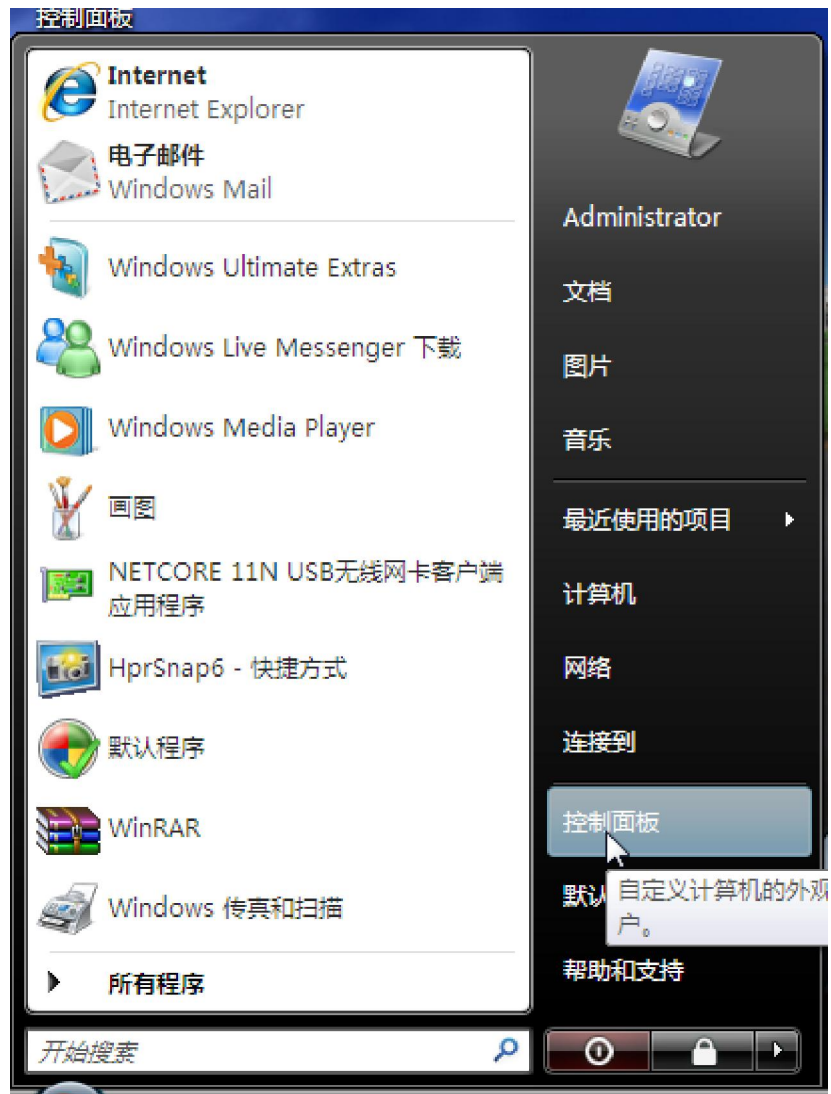 控制面板
Internet
Internet Explorer
电子邮件
Windows Mail
Windows Ultimate Extras
Windows Live Messenger 下载
Windows Media Player
画图
NETCORE 11N USB无线网卡客户端
应用程序
HprSnap6 - 快捷方式
默认程序
WinRAR
Windows 传真和扫描
所有程序
开始搜索
Administrator
文档
图片
音乐
最近使用的项目
计算机
网络
连接到
控制面板
默认
自定义计算机的外观
户。
帮助和支持